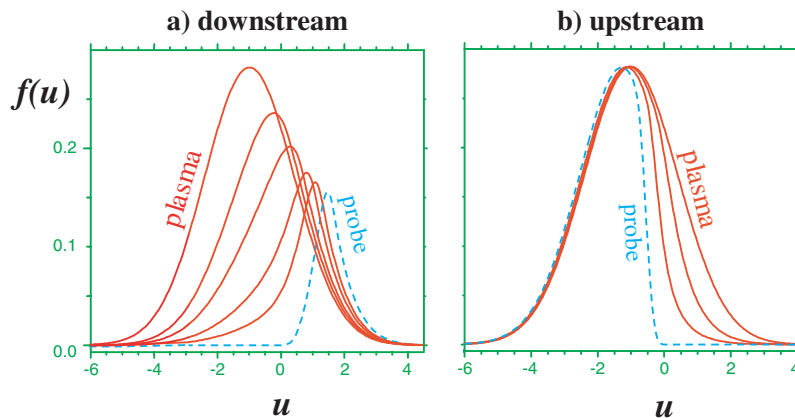 a) downstream
b) upstream
f(u)
0.2
0.1
0.0
plasma
probe
-6 -4 -2 0 2 4
u
plasma
probe
-6 -4 -2 0 2 4
u